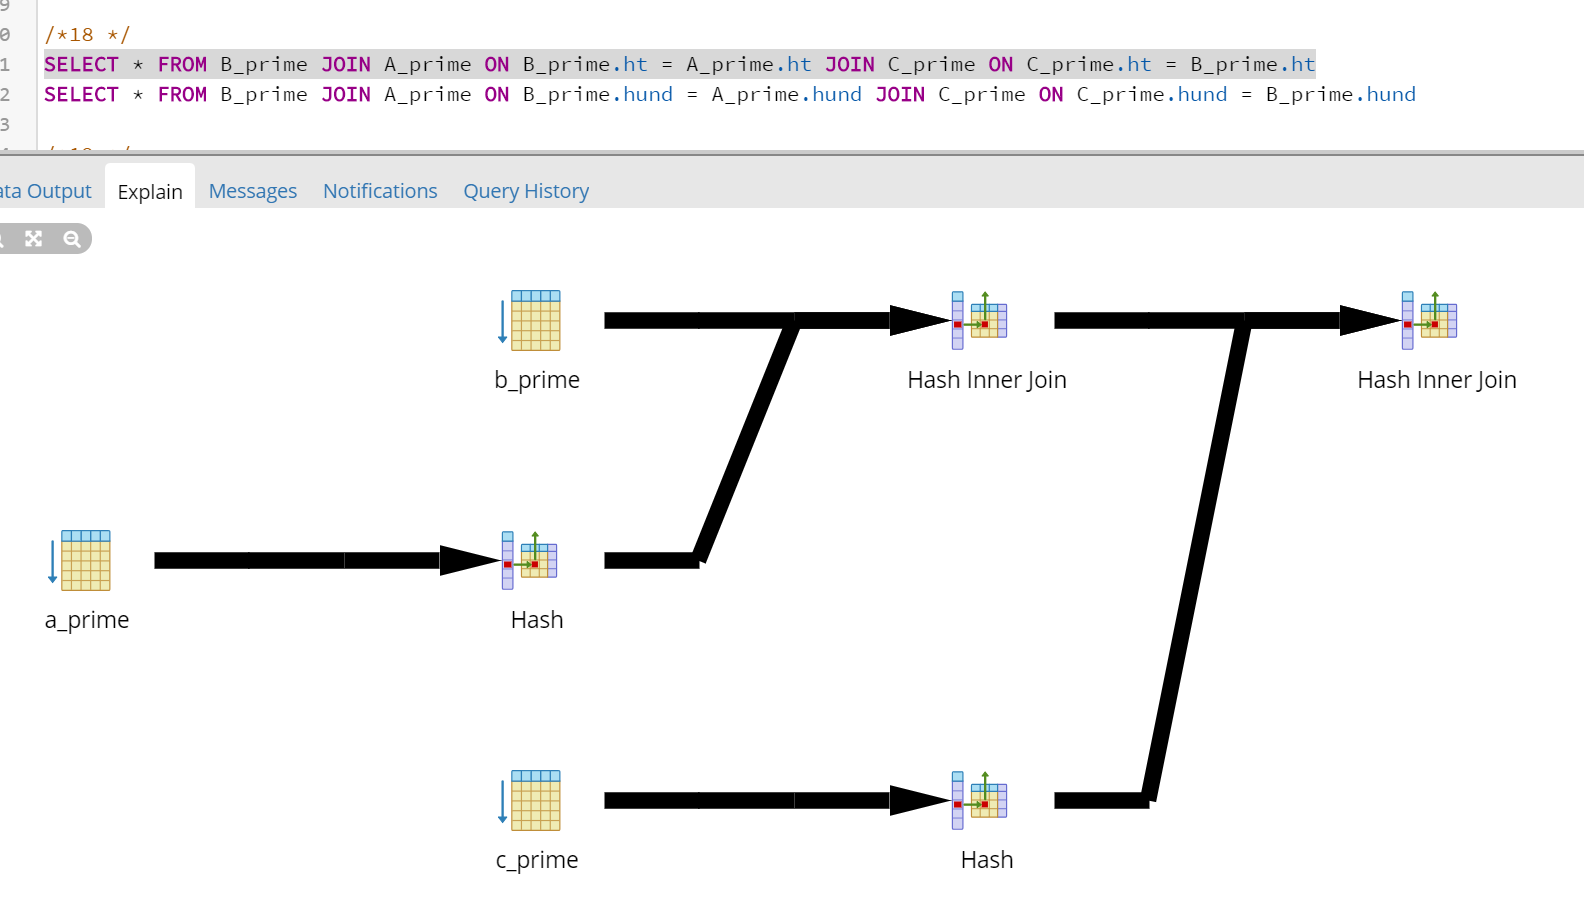 9
0 /*18 */
1 SELECT * FROM B_prime JOIN A_prime ON B_prime.ht = A_prime.ht JOIN C_prime ON C_prime.ht = B_prime.ht
2 SELECT * FROM B_prime JOIN A_prime ON B_prime.hund = A_prime.hund JOIN C_prime ON C_prime.hund = B_prime.hund
3
ata Output Explain Messages Notifications Query History
b_prime Hash Inner Join Hash Inner Join
a_prime Hash
c_prime Hash